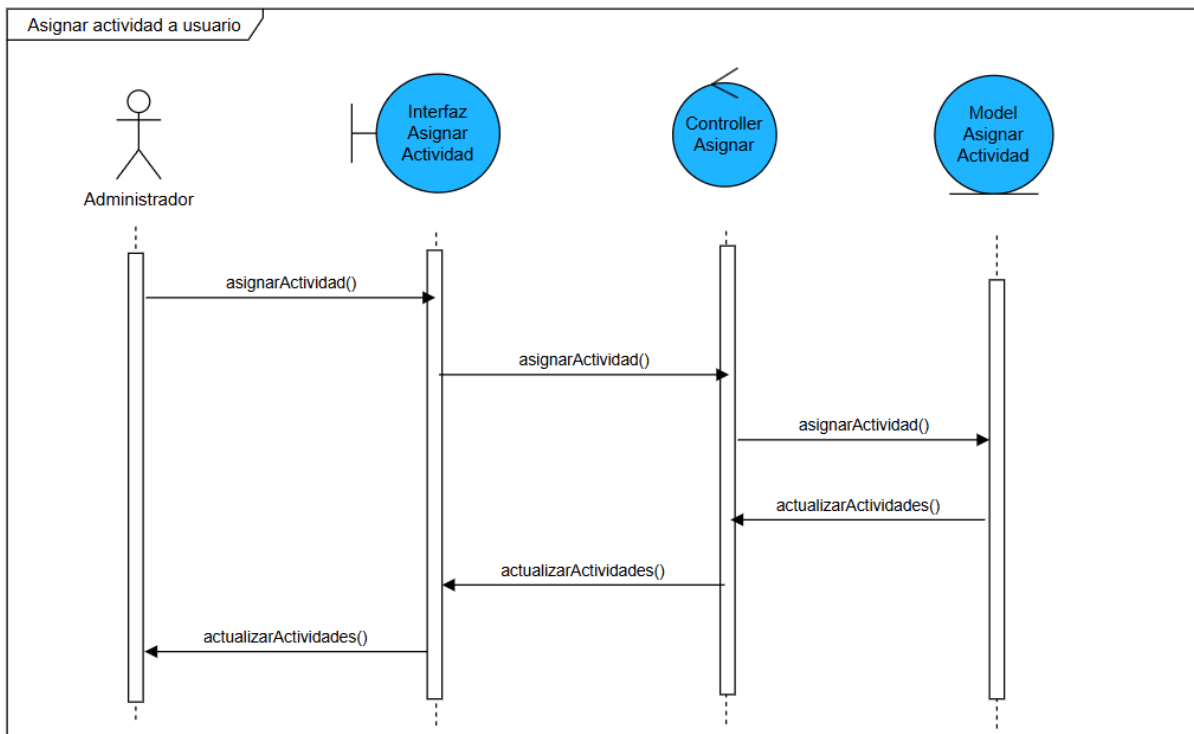 Asignar actividad a usuario
Interfaz
Asignar
Actividad
Controller
Asignar
Model
Asignar
Actividad
Administrador
asignarActividad()
asignarActividad()
asignarActividad()
actualizarActividades()
actualizarActividades()
actualizarActividades()